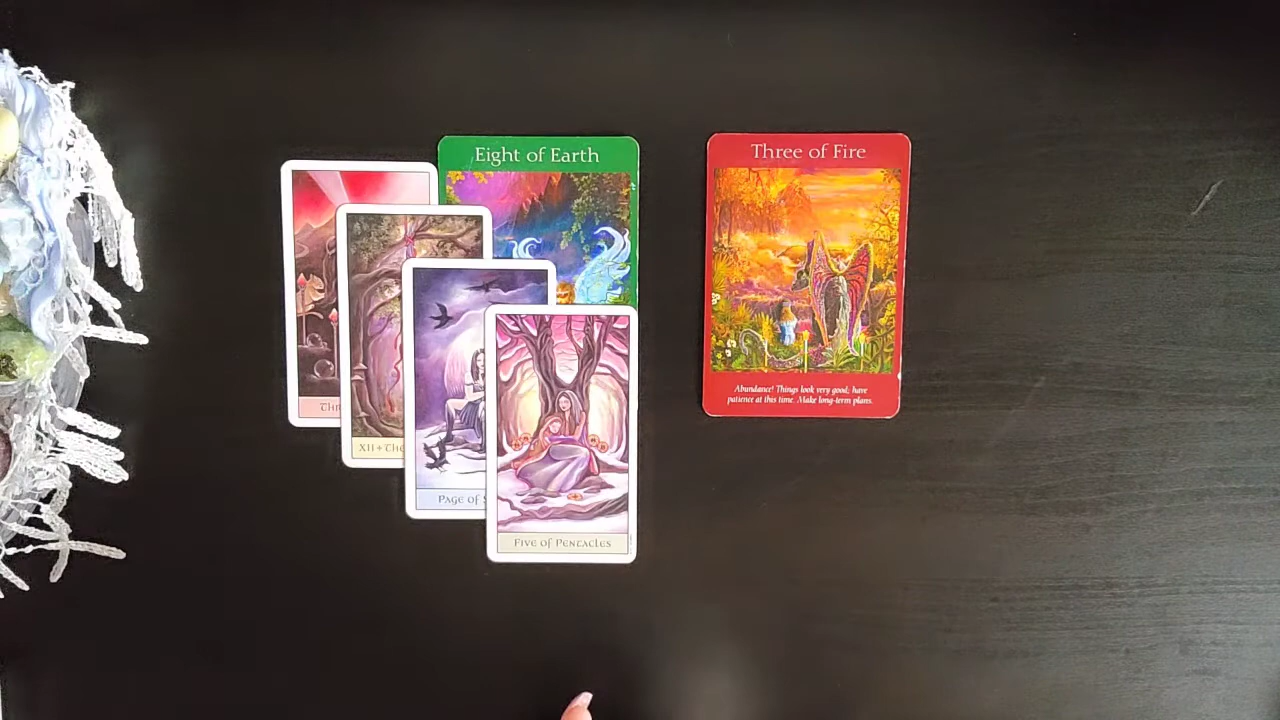 Eight of Earth
Three of Fire
Abundance! Things look very good; have
patience at this time. Make long-term plans.
XII
Page of
Five of Pentacles